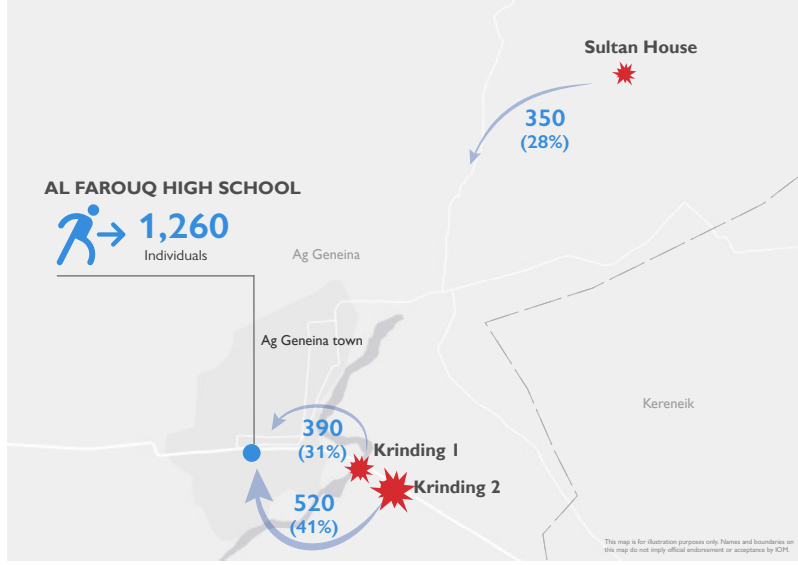 Sultan House
350
(28%)
AL FAROUQ HIGH SCHOOL
1,260
Individuals
Ag Geneina
Ag Geneina town
Kereneik
390
(31%)
Krinding 1
Krinding 2
520
(41%)
This map is for illustration purposes only. Names and boundaries on
this map do not imply official endorsement or acceptance by IOM.